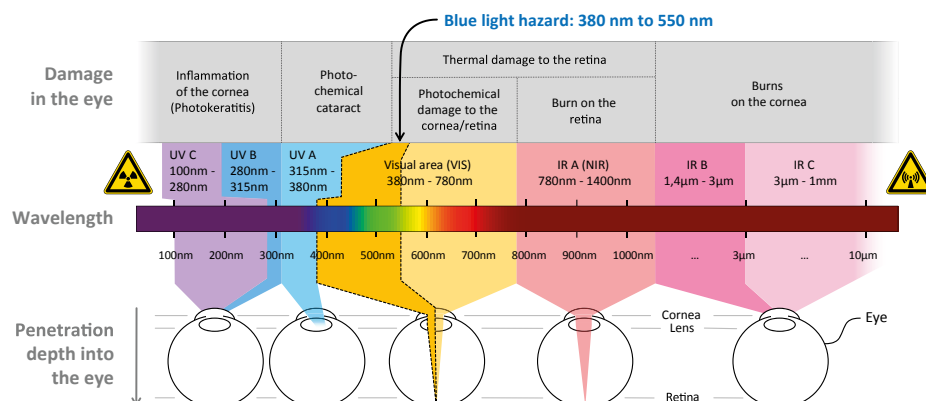 Blue light hazard: 380 nm to 550 nm
Damage
in the eye
Inflammation
of the cornea
(Photokeratitis)
Photo-
chemical
cataract
Thermal damage to the retina
Photochemical
damage to the
cornea/retina
Burn on the
retina
Burns
on the cornea
UV C
100nm -
280nm
UV B
280nm -
315nm
UV A
315nm -
380nm
Visual area (VIS)
380nm - 780nm
IR A (NIR)
780nm - 1400nm
IR B
1,4µm - 3µm
IR C
3µm - 1mm
Wavelength
100nm
200nm
300nm
400nm
500nm
600nm
700nm
800nm
900nm
1000nm
...
3µm
...
10µm
Penetration
depth into
the eye
Cornea
Lens
Eye
Retina